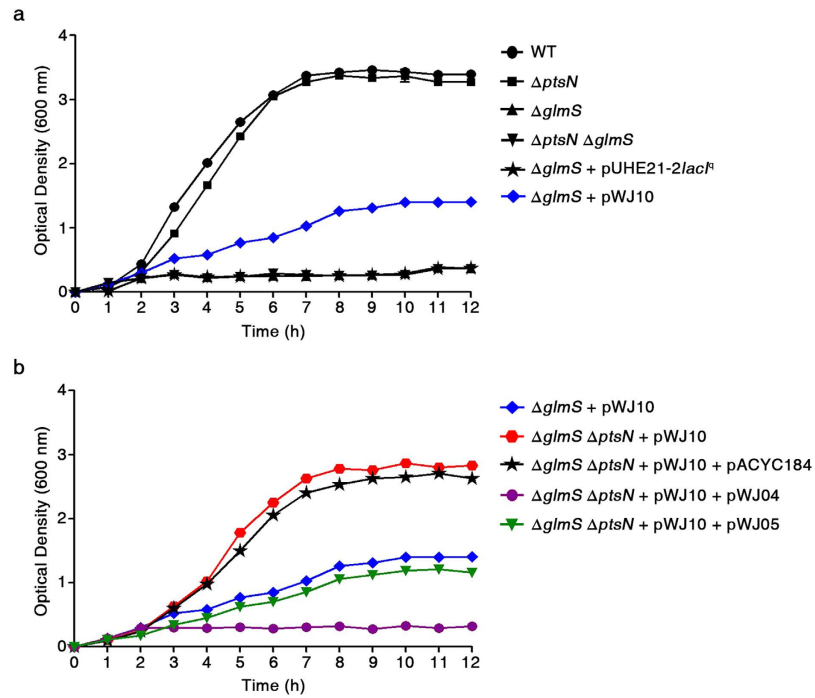 a
Optical Density (600 nm)
4
3
2
1
0
0 1 2 3 4 5 6 7 8 9 10 11 12
Time (h)
WT
ΔptsN
ΔglmS
ΔptsN ΔglmS
ΔglmS + pUHE21-2lacIq
ΔglmS + pWJ10
b
Optical Density (600 nm)
4
3
2
1
0
0 1 2 3 4 5 6 7 8 9 10 11 12
Time (h)
ΔglmS + pWJ10
ΔglmS ΔptsN + pWJ10
ΔglmS ΔptsN + pWJ10 + pACYC184
ΔglmS ΔptsN + pWJ10 + pWJ04
ΔglmS ΔptsN + pWJ10 + pWJ05